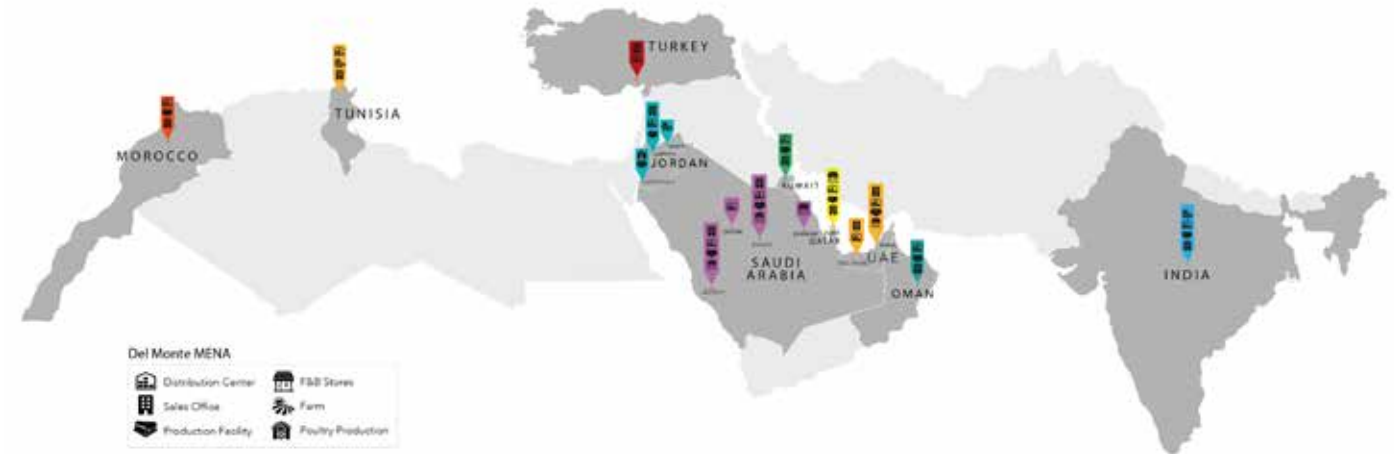 TURKEY
TUNISIA
MOROCCO
JORDAN
KUWAIT
QATAR
SAUDI
ARABIA
UAE
OMAN
INDIA
Del Monte MENA
Distribution Center
F&B Stores
Sales Office
Farm
Production Facility
Poultry Production